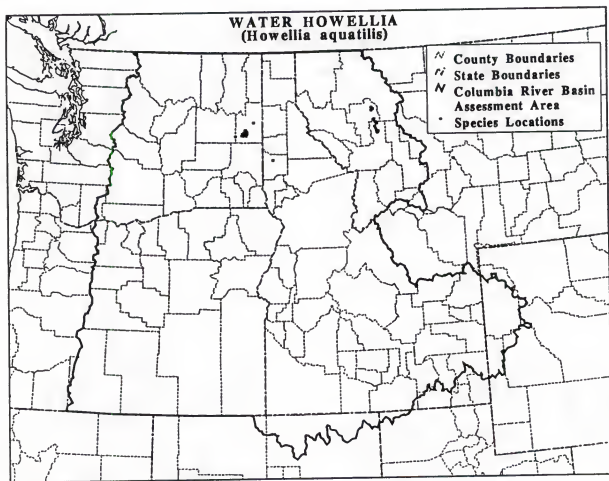 WATER HOWELLIA
(Howellia aquatilis)
County Boundaries
State Boundaries
Columbia River Basin
Assessment Area
Species Locations